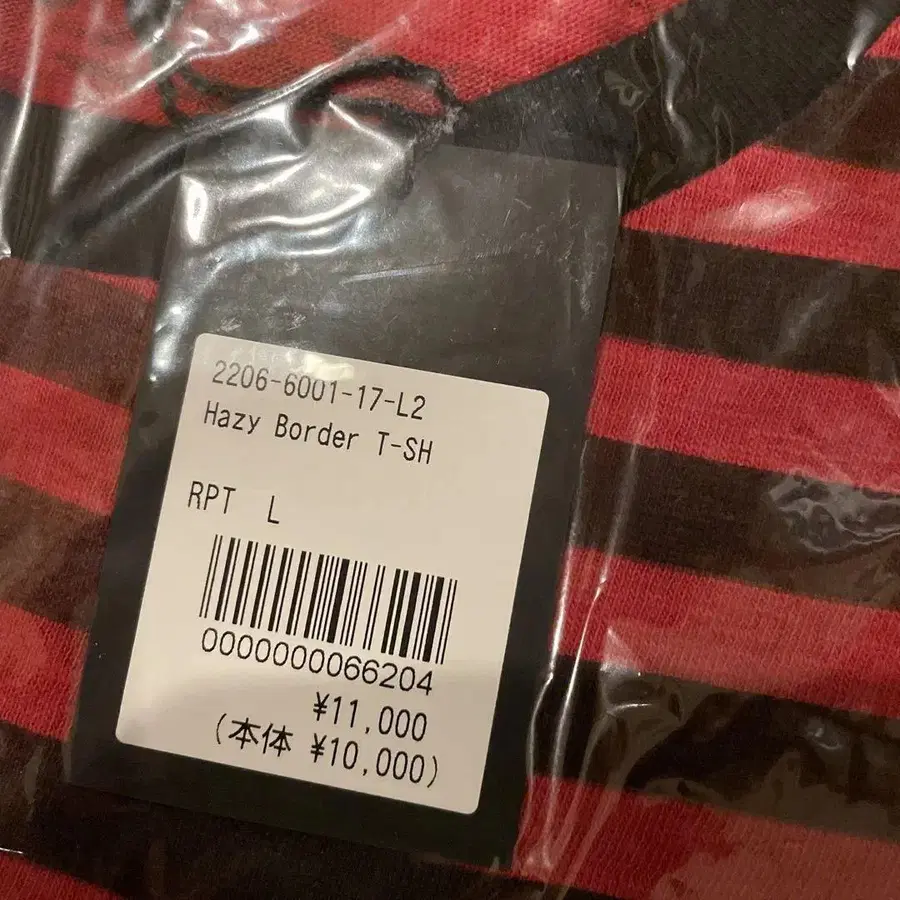 2206-6001-17-L2
Hazy Border T-SH
RPT L
0000000066204
¥11,000
(本体 ¥10,000)